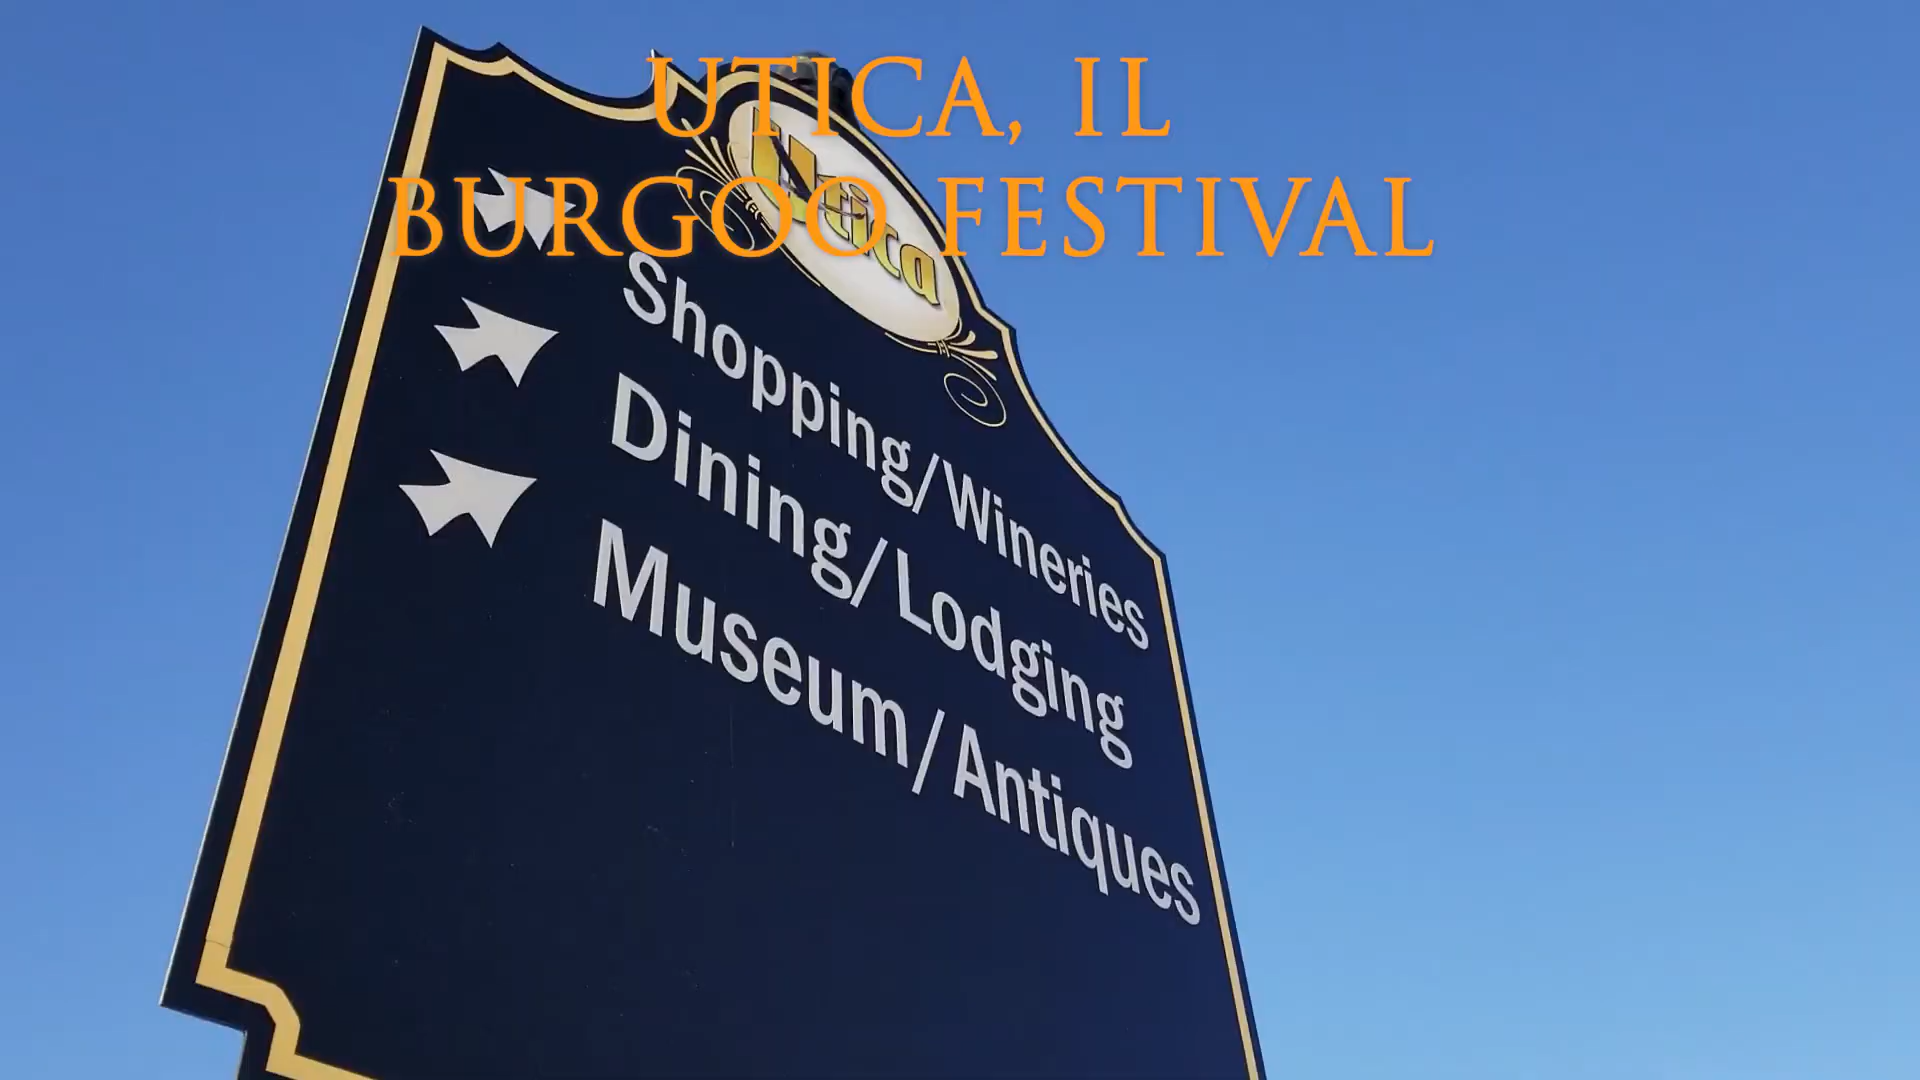 UTICA, IL
BURGOO FESTIVAL
Utica
Shopping/Wineries
Dining/Lodging
Museum/Antiques